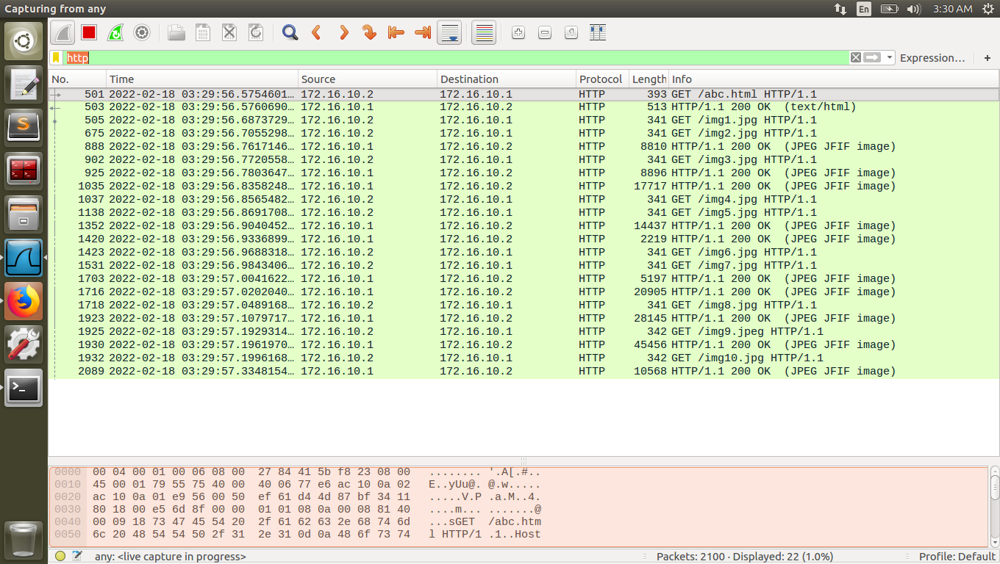 Capturing from any
En
3:30 AM
http
Expression…
+
No. Time Source Destination Protocol Length Info
501 2022-02-18 03:29:56.5754601… 172.16.10.2 172.16.10.1 HTTP 393 GET /abc.html HTTP/1.1
503 2022-02-18 03:29:56.5760690… 172.16.10.1 172.16.10.2 HTTP 513 HTTP/1.1 200 OK (text/html)
505 2022-02-18 03:29:56.6873729… 172.16.10.2 172.16.10.1 HTTP 341 GET /img1.jpg HTTP/1.1
675 2022-02-18 03:29:56.7055298… 172.16.10.2 172.16.10.1 HTTP 341 GET /img2.jpg HTTP/1.1
888 2022-02-18 03:29:56.7617146… 172.16.10.1 172.16.10.2 HTTP 8810 HTTP/1.1 200 OK (JPEG JFIF image)
902 2022-02-18 03:29:56.7720558… 172.16.10.2 172.16.10.1 HTTP 341 GET /img3.jpg HTTP/1.1
925 2022-02-18 03:29:56.7803647… 172.16.10.1 172.16.10.2 HTTP 8896 HTTP/1.1 200 OK (JPEG JFIF image)
1035 2022-02-18 03:29:56.8358248… 172.16.10.1 172.16.10.2 HTTP 17717 HTTP/1.1 200 OK (JPEG JFIF image)
1037 2022-02-18 03:29:56.8565482… 172.16.10.2 172.16.10.1 HTTP 341 GET /img4.jpg HTTP/1.1
1138 2022-02-18 03:29:56.8691708… 172.16.10.2 172.16.10.1 HTTP 341 GET /img5.jpg HTTP/1.1
1352 2022-02-18 03:29:56.9040452… 172.16.10.1 172.16.10.2 HTTP 14437 HTTP/1.1 200 OK (JPEG JFIF image)
1420 2022-02-18 03:29:56.9336899… 172.16.10.1 172.16.10.2 HTTP 2219 HTTP/1.1 200 OK (JPEG JFIF image)
1423 2022-02-18 03:29:56.9688318… 172.16.10.2 172.16.10.1 HTTP 341 GET /img6.jpg HTTP/1.1
1531 2022-02-18 03:29:56.9843406… 172.16.10.2 172.16.10.1 HTTP 341 GET /img7.jpg HTTP/1.1
1703 2022-02-18 03:29:57.0041622… 172.16.10.1 172.16.10.2 HTTP 5197 HTTP/1.1 200 OK (JPEG JFIF image)
1716 2022-02-18 03:29:57.0202040… 172.16.10.1 172.16.10.2 HTTP 20905 HTTP/1.1 200 OK (JPEG JFIF image)
1718 2022-02-18 03:29:57.0489168… 172.16.10.2 172.16.10.1 HTTP 341 GET /img8.jpg HTTP/1.1
1923 2022-02-18 03:29:57.1079717… 172.16.10.1 172.16.10.2 HTTP 28145 HTTP/1.1 200 OK (JPEG JFIF image)
1925 2022-02-18 03:29:57.1929314… 172.16.10.2 172.16.10.1 HTTP 342 GET /img9.jpeg HTTP/1.1
1930 2022-02-18 03:29:57.1961970… 172.16.10.1 172.16.10.2 HTTP 45456 HTTP/1.1 200 OK (JPEG JFIF image)
1932 2022-02-18 03:29:57.1996168… 172.16.10.2 172.16.10.1 HTTP 342 GET /img10.jpg HTTP/1.1
2089 2022-02-18 03:29:57.3348154… 172.16.10.1 172.16.10.2 HTTP 10568 HTTP/1.1 200 OK (JPEG JFIF image)
0000 00 04 00 01 00 06 08 00 27 84 41 5b f8 23 08 00 ........ '.A[.#..
0010 45 00 01 79 55 75 40 00 40 06 77 e6 ac 10 0a 02 E..yUu@. @.w.....
0020 ac 10 0a 01 e9 56 00 50 ef 61 d4 4d 87 bf 34 11 .....V.P .a.M..4.
0030 80 18 00 e5 6d 8f 00 00 01 01 08 0a 00 08 81 40 ....m... .......@
0040 00 09 18 73 47 45 54 20 2f 61 62 63 2e 68 74 6d ...sGET /abc.htm
0050 6c 20 48 54 54 50 2f 31 2e 31 0d 0a 48 6f 73 74 l HTTP/1 .1..Host
any: <live capture in progress>
Packets: 2100 · Displayed: 22 (1.0%)
Profile: Default